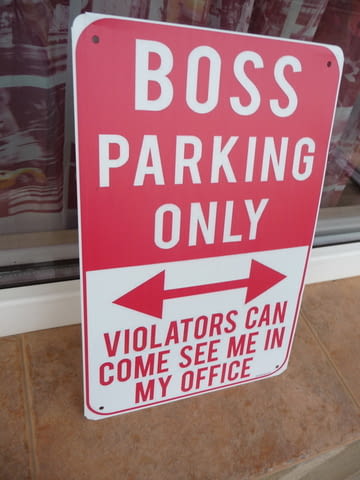 BOSS
PARKING
ONLY
VIOLATORS CAN
COME SEE ME IN
MY OFFICE